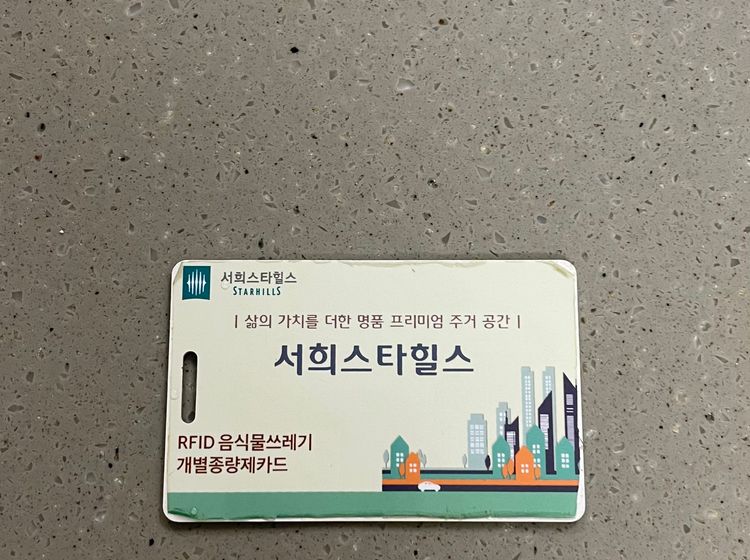 서희스타힐스
STARHILLS
| 삶의 가치를 더한 명품 프리미엄 주거 공간 |
서희스타힐스
RFID 음식물쓰레기
개별종량제카드